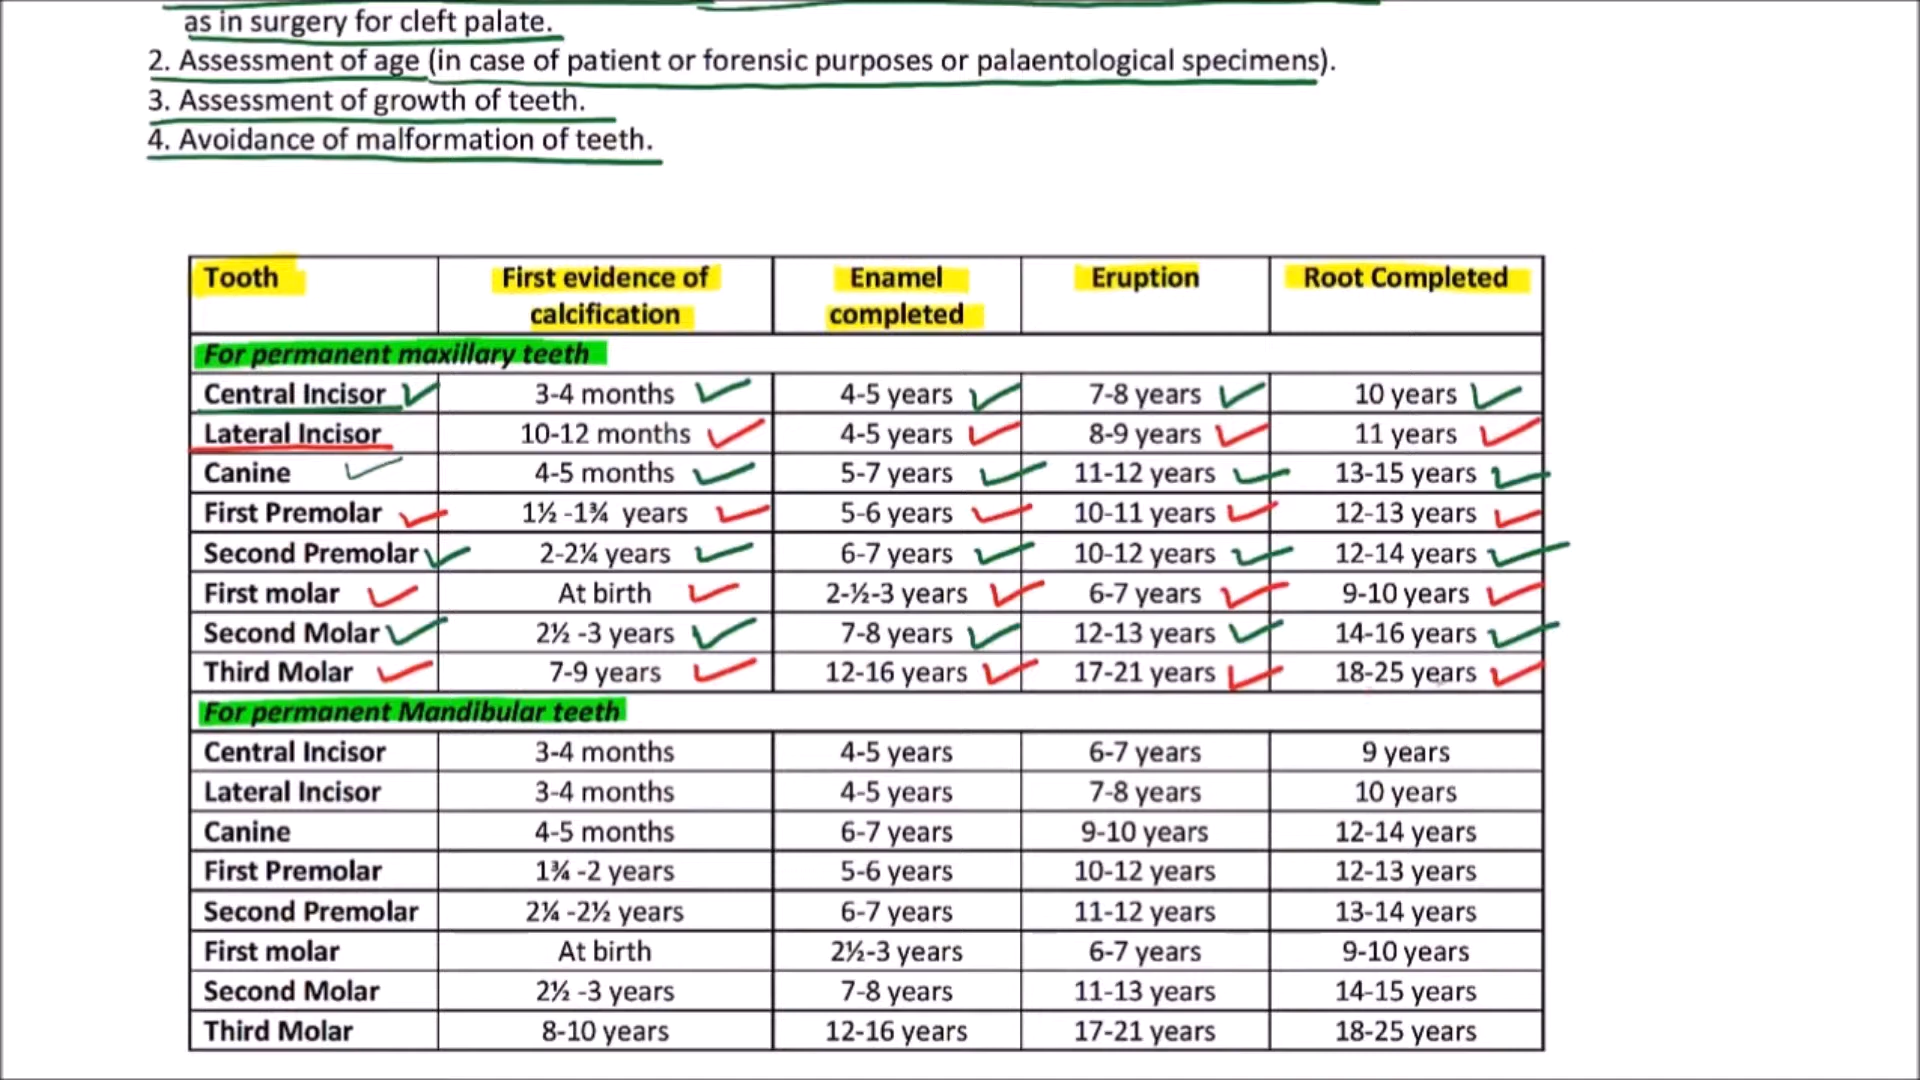 as in surgery for cleft palate.
2. Assessment of age (in case of patient or forensic purposes or palaentological specimens).
3. Assessment of growth of teeth.
4. Avoidance of malformation of teeth.
Tooth First evidence of calcification Enamel completed Eruption Root Completed
For permanent maxillary teeth
Central Incisor 3-4 months 4-5 years 7-8 years 10 years
Lateral Incisor 10-12 months 4-5 years 8-9 years 11 years
Canine 4-5 months 5-7 years 11-12 years 13-15 years
First Premolar 1½ -1¾ years 5-6 years 10-11 years 12-13 years
Second Premolar 2-2¼ years 6-7 years 10-12 years 12-14 years
First molar At birth 2-½-3 years 6-7 years 9-10 years
Second Molar 2½ -3 years 7-8 years 12-13 years 14-16 years
Third Molar 7-9 years 12-16 years 17-21 years 18-25 years
For permanent Mandibular teeth
Central Incisor 3-4 months 4-5 years 6-7 years 9 years
Lateral Incisor 3-4 months 4-5 years 7-8 years 10 years
Canine 4-5 months 6-7 years 9-10 years 12-14 years
First Premolar 1¾ -2 years 5-6 years 10-12 years 12-13 years
Second Premolar 2¼ -2½ years 6-7 years 11-12 years 13-14 years
First molar At birth 2½-3 years 6-7 years 9-10 years
Second Molar 2½ -3 years 7-8 years 11-13 years 14-15 years
Third Molar 8-10 years 12-16 years 17-21 years 18-25 years